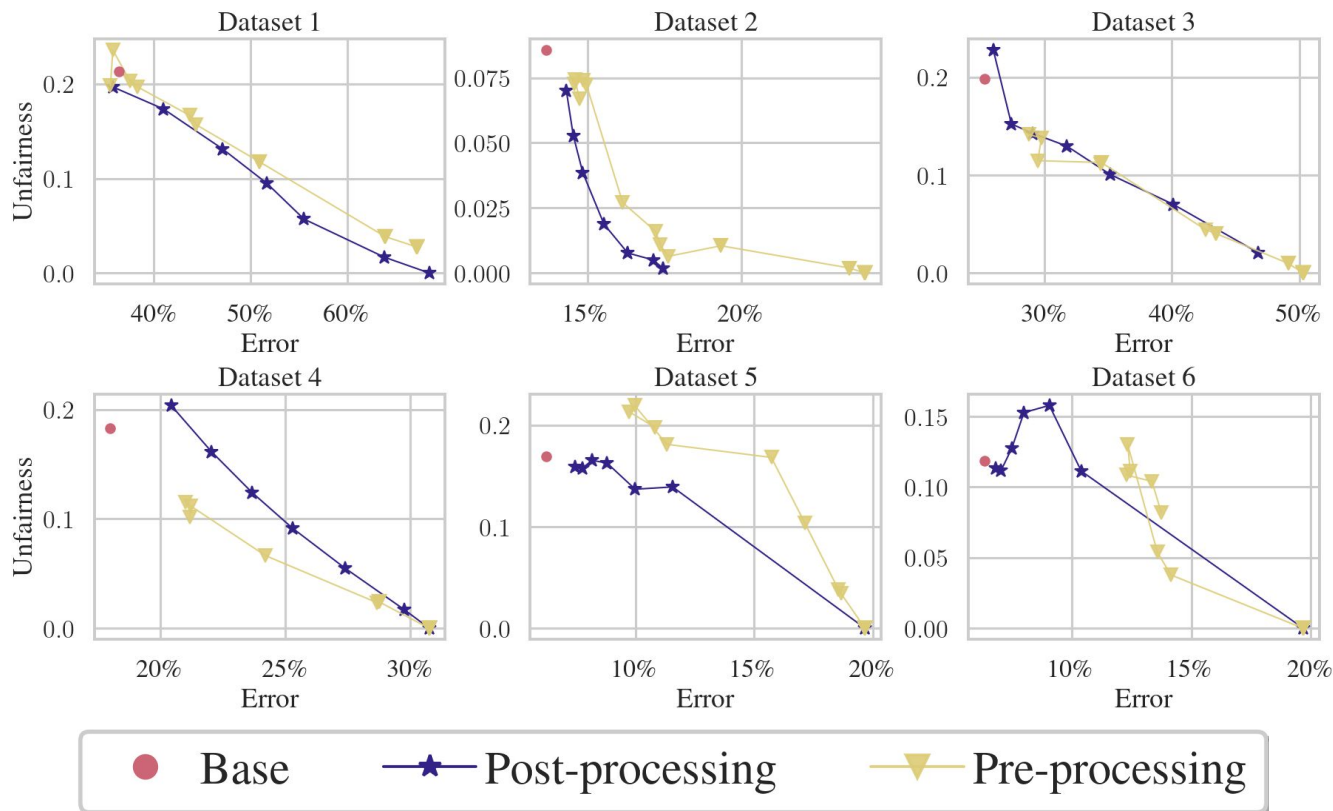 Dataset 1
Dataset 2
Dataset 3
Unfairness
0.2
0.1
0.0
40%
50%
60%
Error
0.075
0.050
0.025
0.000
15%
20%
Error
0.2
0.1
0.0
30%
40%
50%
Error
Dataset 4
Dataset 5
Dataset 6
Unfairness
0.2
0.1
0.0
20%
25%
30%
Error
0.2
0.1
0.0
10%
15%
20%
Error
0.15
0.10
0.05
0.00
10%
15%
20%
Error
Base
Post-processing
Pre-processing